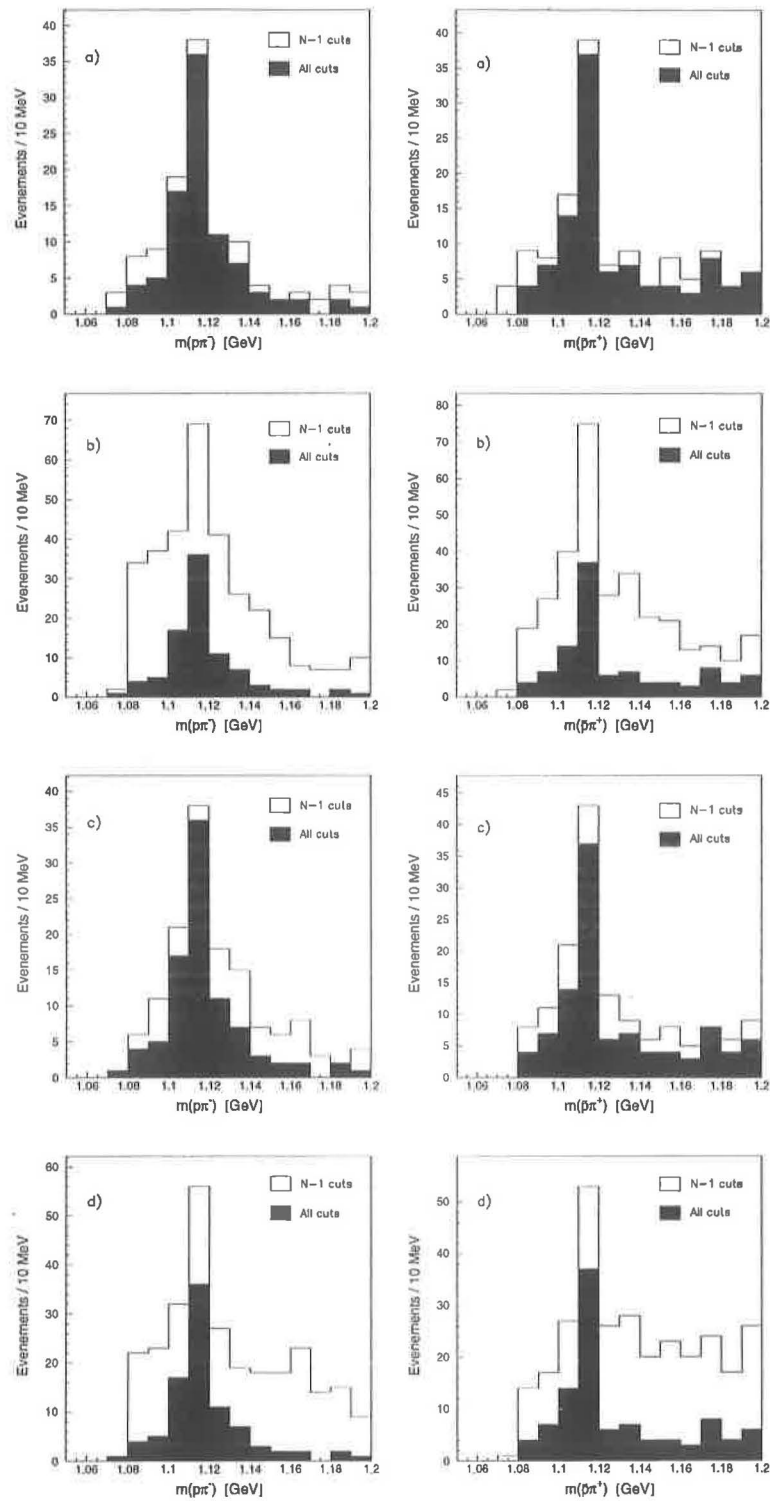 a)
N-1 cuts
All cuts
Evenements / 10 MeV
40
35
30
25
20
15
10
5
0
1.06 1.08 1.1 1.12 1.14 1.16 1.18 1.2
m(pπ⁻) [GeV]
a)
N-1 cuts
All cuts
Evenements / 10 MeV
40
35
30
25
20
15
10
5
0
1.06 1.08 1.1 1.12 1.14 1.16 1.18 1.2
m(p̄π⁺) [GeV]
b)
N-1 cuts
All cuts
Evenements / 10 MeV
70
60
50
40
30
20
10
0
1.06 1.08 1.1 1.12 1.14 1.16 1.18 1.2
m(pπ⁻) [GeV]
b)
N-1 cuts
All cuts
Evenements / 10 MeV
80
70
60
50
40
30
20
10
0
1.06 1.08 1.1 1.12 1.14 1.16 1.18 1.2
m(p̄π⁺) [GeV]
c)
N-1 cuts
All cuts
Evenements / 10 MeV
40
35
30
25
20
15
10
5
0
1.06 1.08 1.1 1.12 1.14 1.16 1.18 1.2
m(pπ⁻) [GeV]
c)
N-1 cuts
All cuts
Evenements / 10 MeV
45
40
35
30
25
20
15
10
5
0
1.06 1.08 1.1 1.12 1.14 1.16 1.18 1.2
m(p̄π⁺) [GeV]
d)
N-1 cuts
All cuts
Evenements / 10 MeV
60
50
40
30
20
10
0
1.06 1.08 1.1 1.12 1.14 1.16 1.18 1.2
m(pπ⁻) [GeV]
d)
N-1 cuts
All cuts
Evenements / 10 MeV
50
40
30
20
10
0
1.06 1.08 1.1 1.12 1.14 1.16 1.18 1.2
m(p̄π⁺) [GeV]